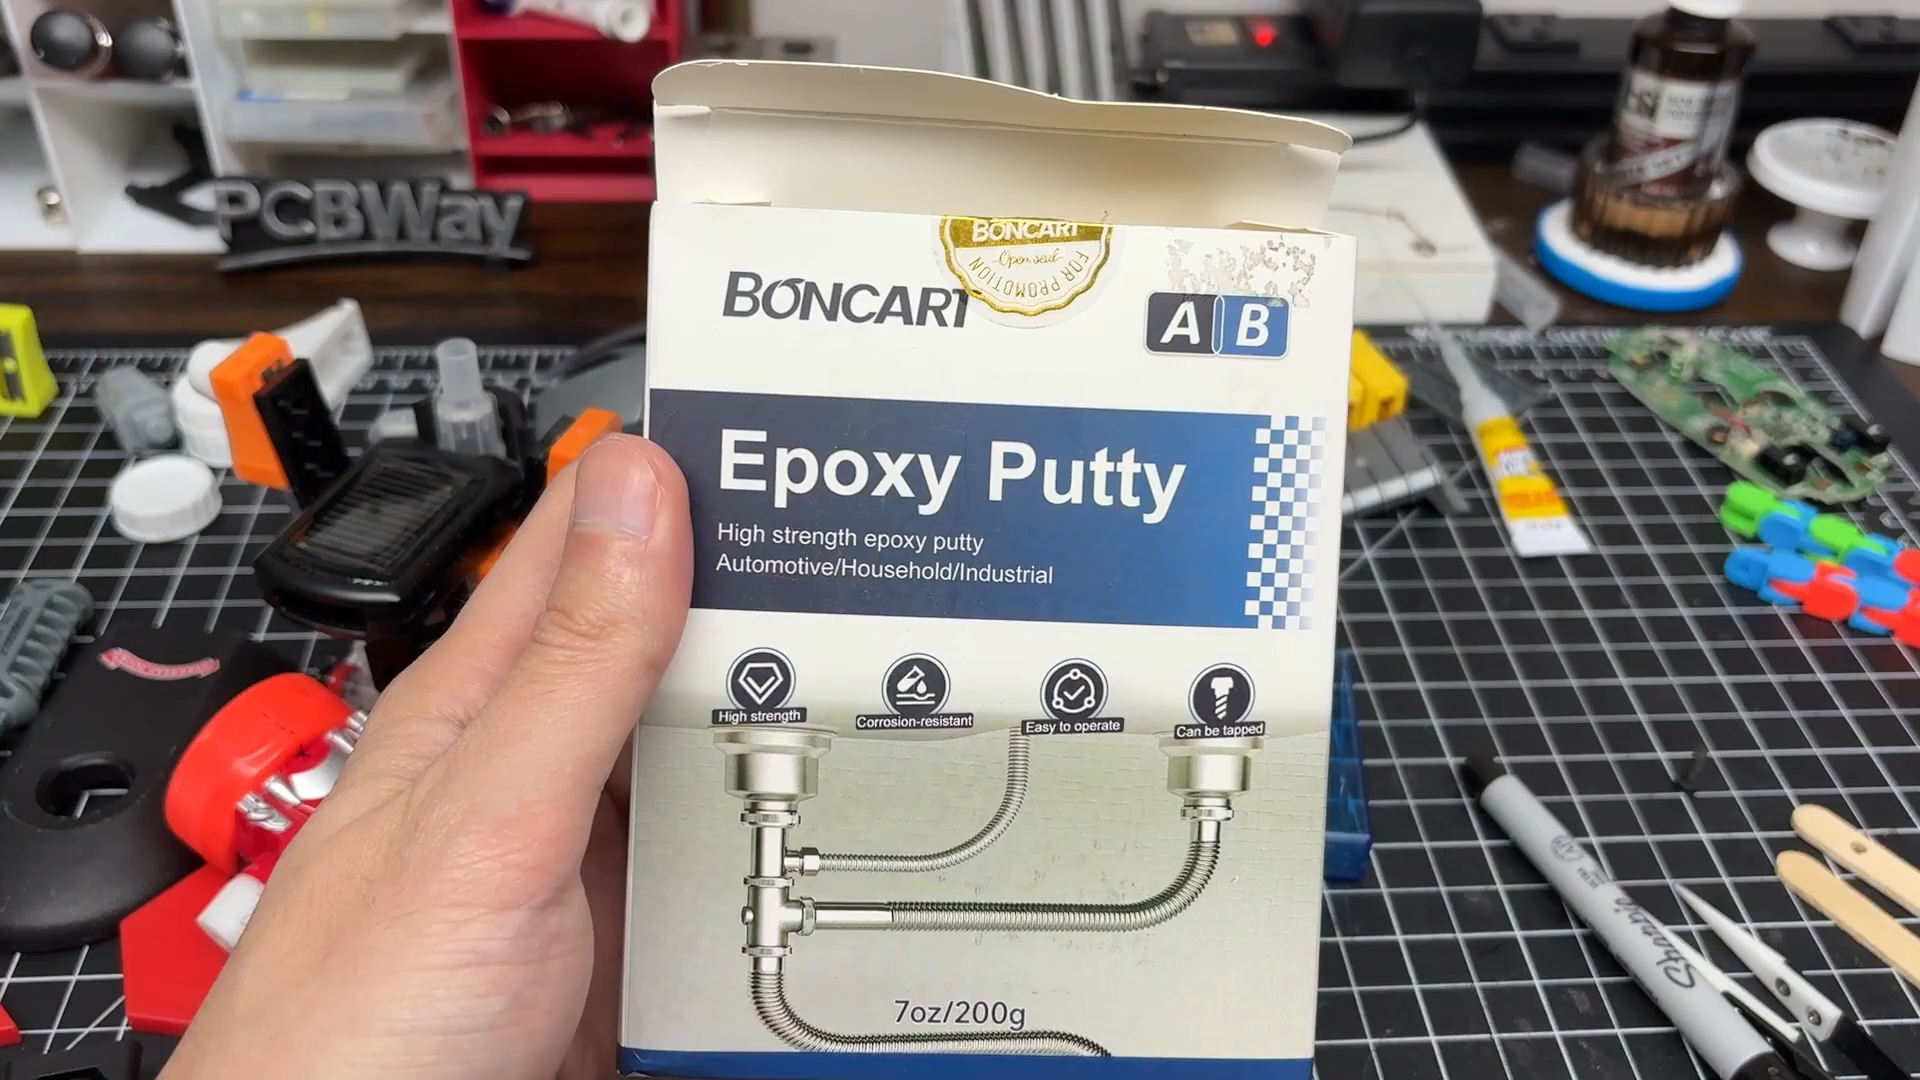 PCBWay
BONCART
Open seal
FOR PROMOTION
BONCART
A B
Epoxy Putty
High strength epoxy putty
Automotive/Household/Industrial
High strength
Corrosion-resistant
Easy to operate
Can be tapped
7oz/200g
Sharpie